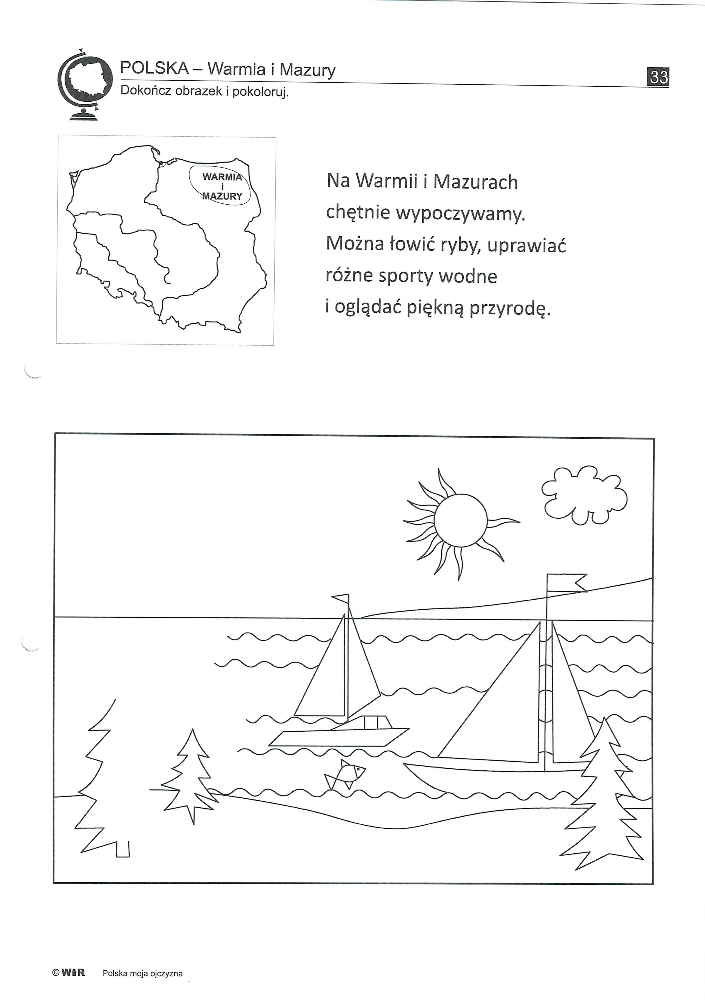 POLSKA – Warmia i Mazury
33
Dokończ obrazek i pokoloruj.
WARMIA
i
MAZURY
Na Warmii i Mazurach
chętnie wypoczywamy.
Można łowić ryby, uprawiać
różne sporty wodne
i oglądać piękną przyrodę.
© WiR Polska moja ojczyzna